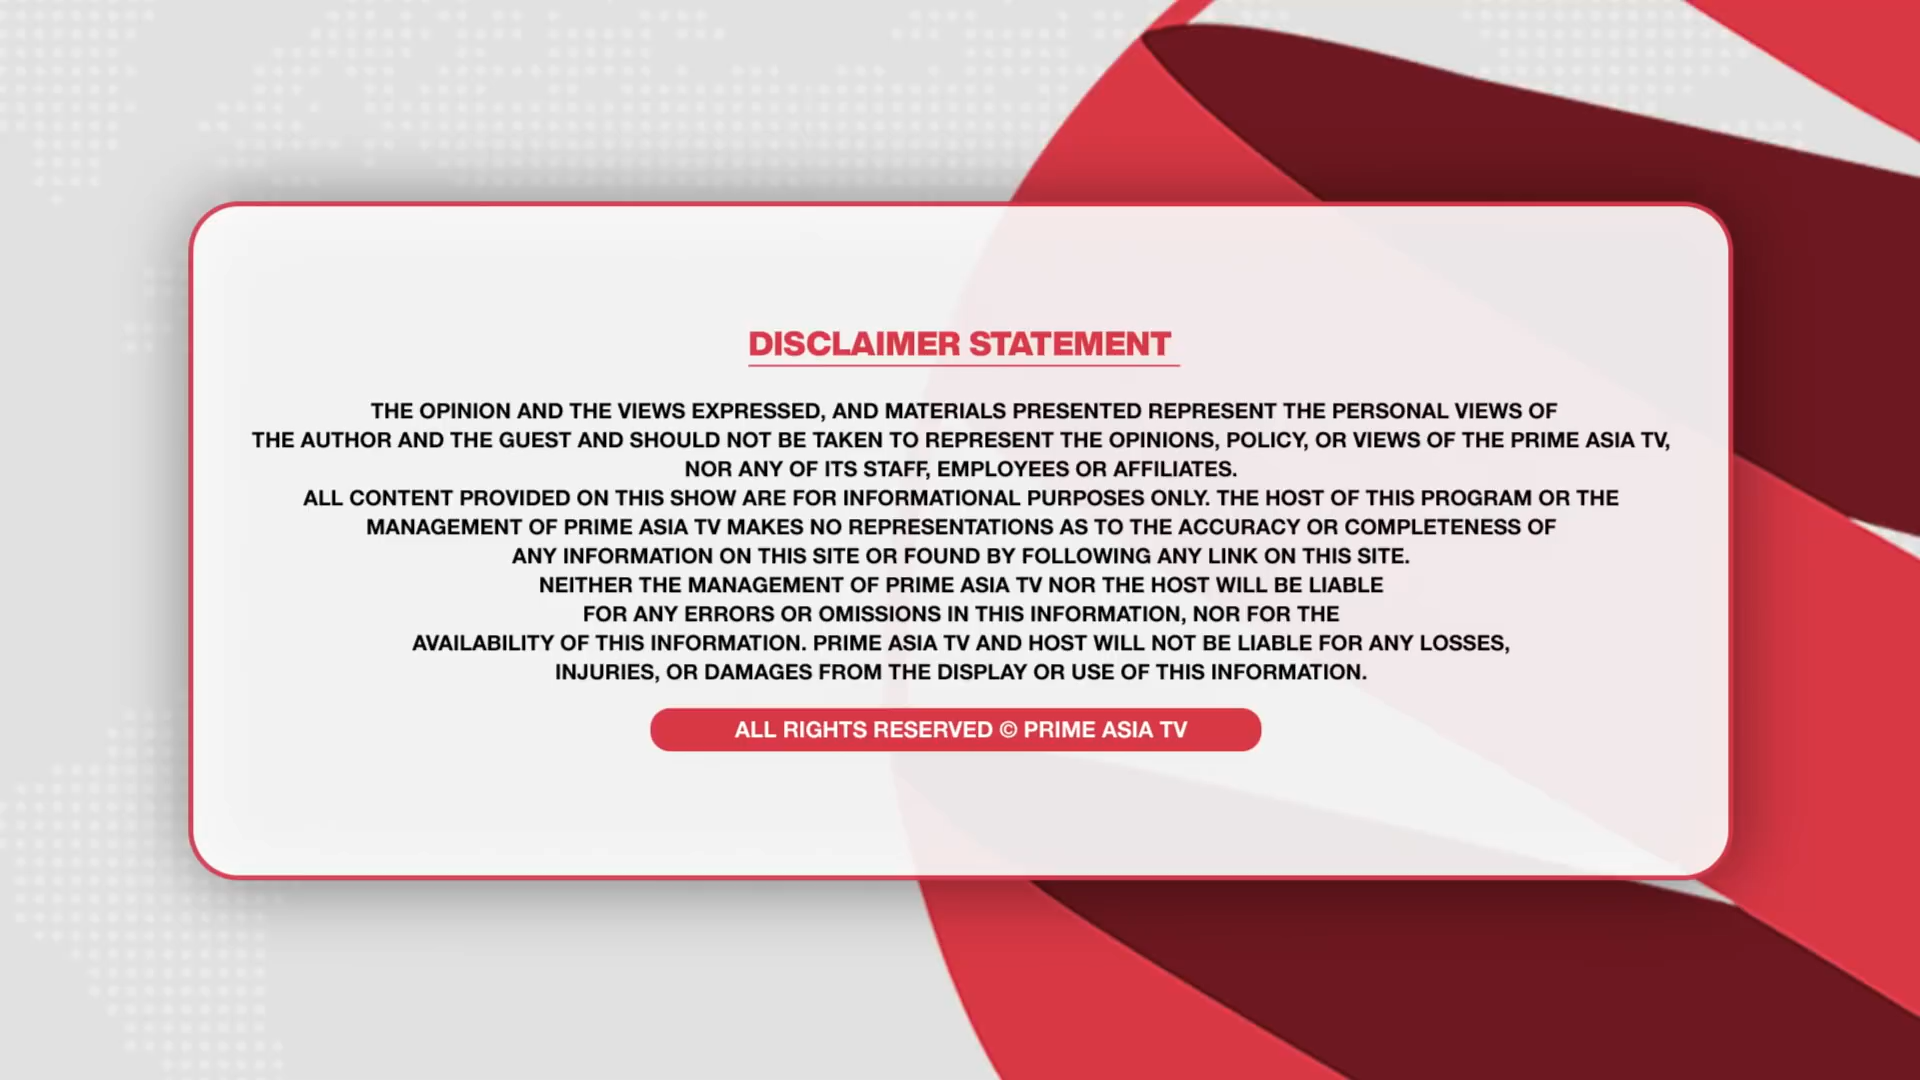 DISCLAIMER STATEMENT
THE OPINION AND THE VIEWS EXPRESSED, AND MATERIALS PRESENTED REPRESENT THE PERSONAL VIEWS OF
THE AUTHOR AND THE GUEST AND SHOULD NOT BE TAKEN TO REPRESENT THE OPINIONS, POLICY, OR VIEWS OF THE PRIME ASIA TV,
NOR ANY OF ITS STAFF, EMPLOYEES OR AFFILIATES.
ALL CONTENT PROVIDED ON THIS SHOW ARE FOR INFORMATIONAL PURPOSES ONLY. THE HOST OF THIS PROGRAM OR THE
MANAGEMENT OF PRIME ASIA TV MAKES NO REPRESENTATIONS AS TO THE ACCURACY OR COMPLETENESS OF
ANY INFORMATION ON THIS SITE OR FOUND BY FOLLOWING ANY LINK ON THIS SITE.
NEITHER THE MANAGEMENT OF PRIME ASIA TV NOR THE HOST WILL BE LIABLE
FOR ANY ERRORS OR OMISSIONS IN THIS INFORMATION, NOR FOR THE
AVAILABILITY OF THIS INFORMATION. PRIME ASIA TV AND HOST WILL NOT BE LIABLE FOR ANY LOSSES,
INJURIES, OR DAMAGES FROM THE DISPLAY OR USE OF THIS INFORMATION.
ALL RIGHTS RESERVED © PRIME ASIA TV